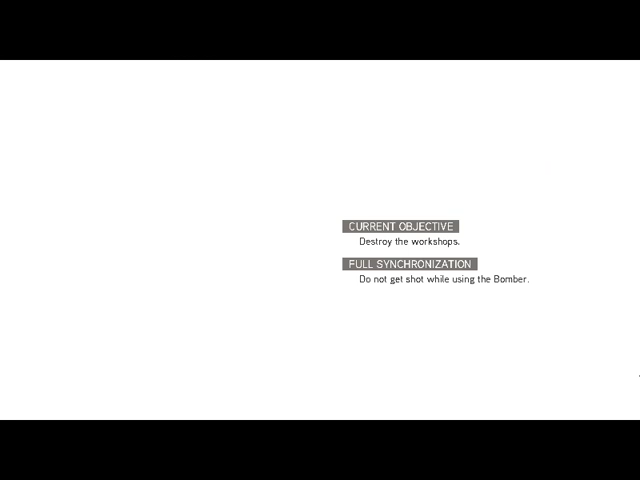 CURRENT OBJECTIVE
Destroy the workshops.
FULL SYNCHRONIZATION
Do not get shot while using the Bomber.